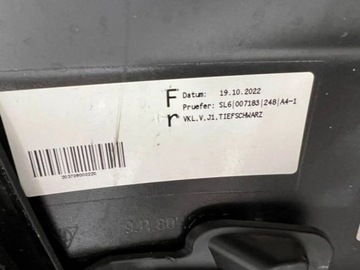 F
r
Datum: 19.10.2022
Pruefer: SL6|007183|248|A4-1
VKL.V.J1.TIEFSCHWARZ